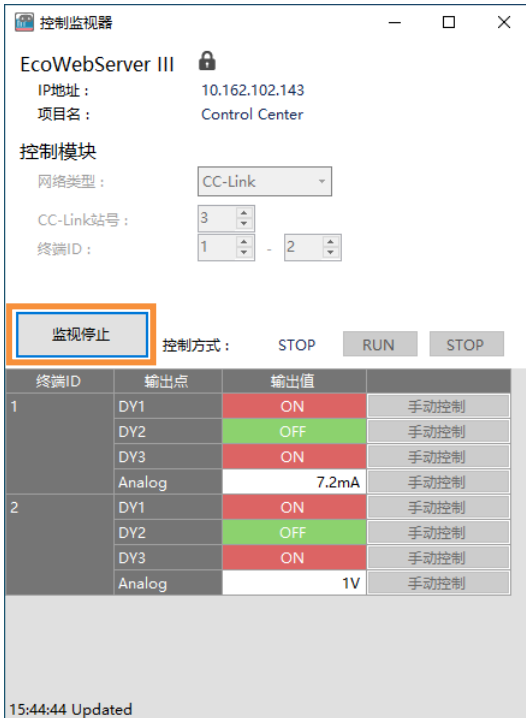 控制监视器
EcoWebServer III
IP地址： 10.162.102.143
项目名： Control Center
控制模块
网络类型： CC-Link
CC-Link站号： 3
终端ID： 1 - 2
监视停止 控制方式： STOP RUN STOP
终端ID 输出点 输出值
1 DY1 ON 手动控制
DY2 OFF 手动控制
DY3 ON 手动控制
Analog 7.2mA 手动控制
2 DY1 ON 手动控制
DY2 OFF 手动控制
DY3 ON 手动控制
Analog 1V 手动控制
15:44:44 Updated